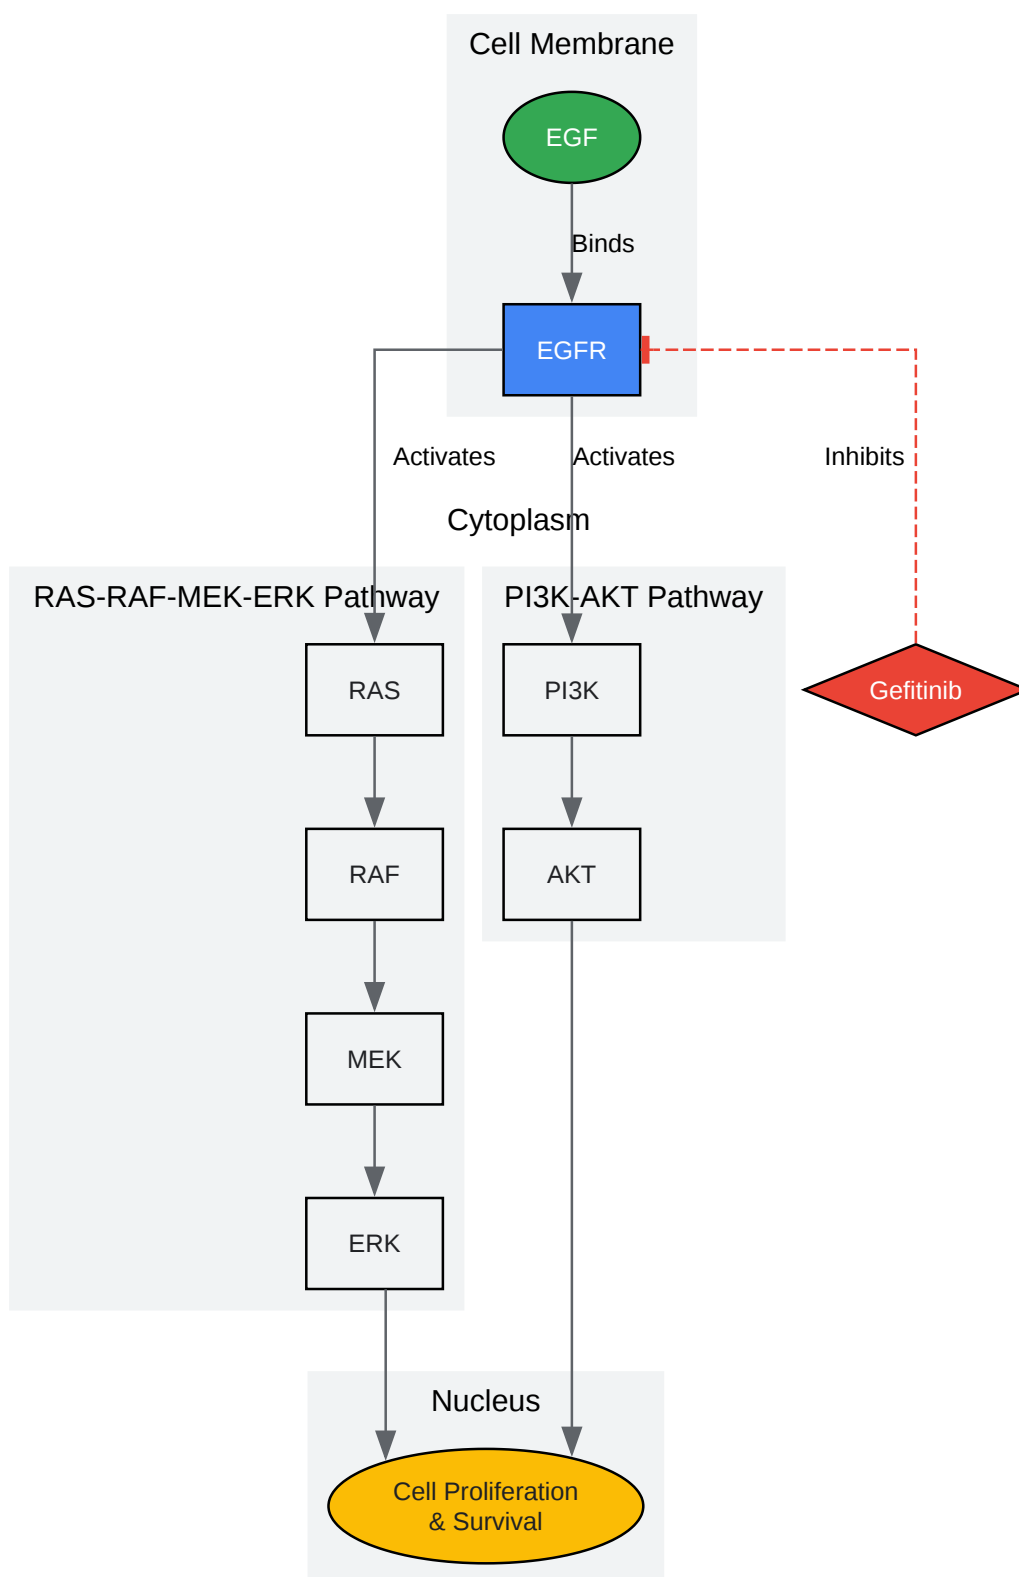 Cell Membrane
EGF
Binds
EGFR
Activates
Activates
Inhibits
Cytoplasm
RAS-RAF-MEK-ERK Pathway
PI3K-AKT Pathway
RAS
PI3K
Gefitinib
RAF
AKT
MEK
ERK
Nucleus
Cell Proliferation
& Survival